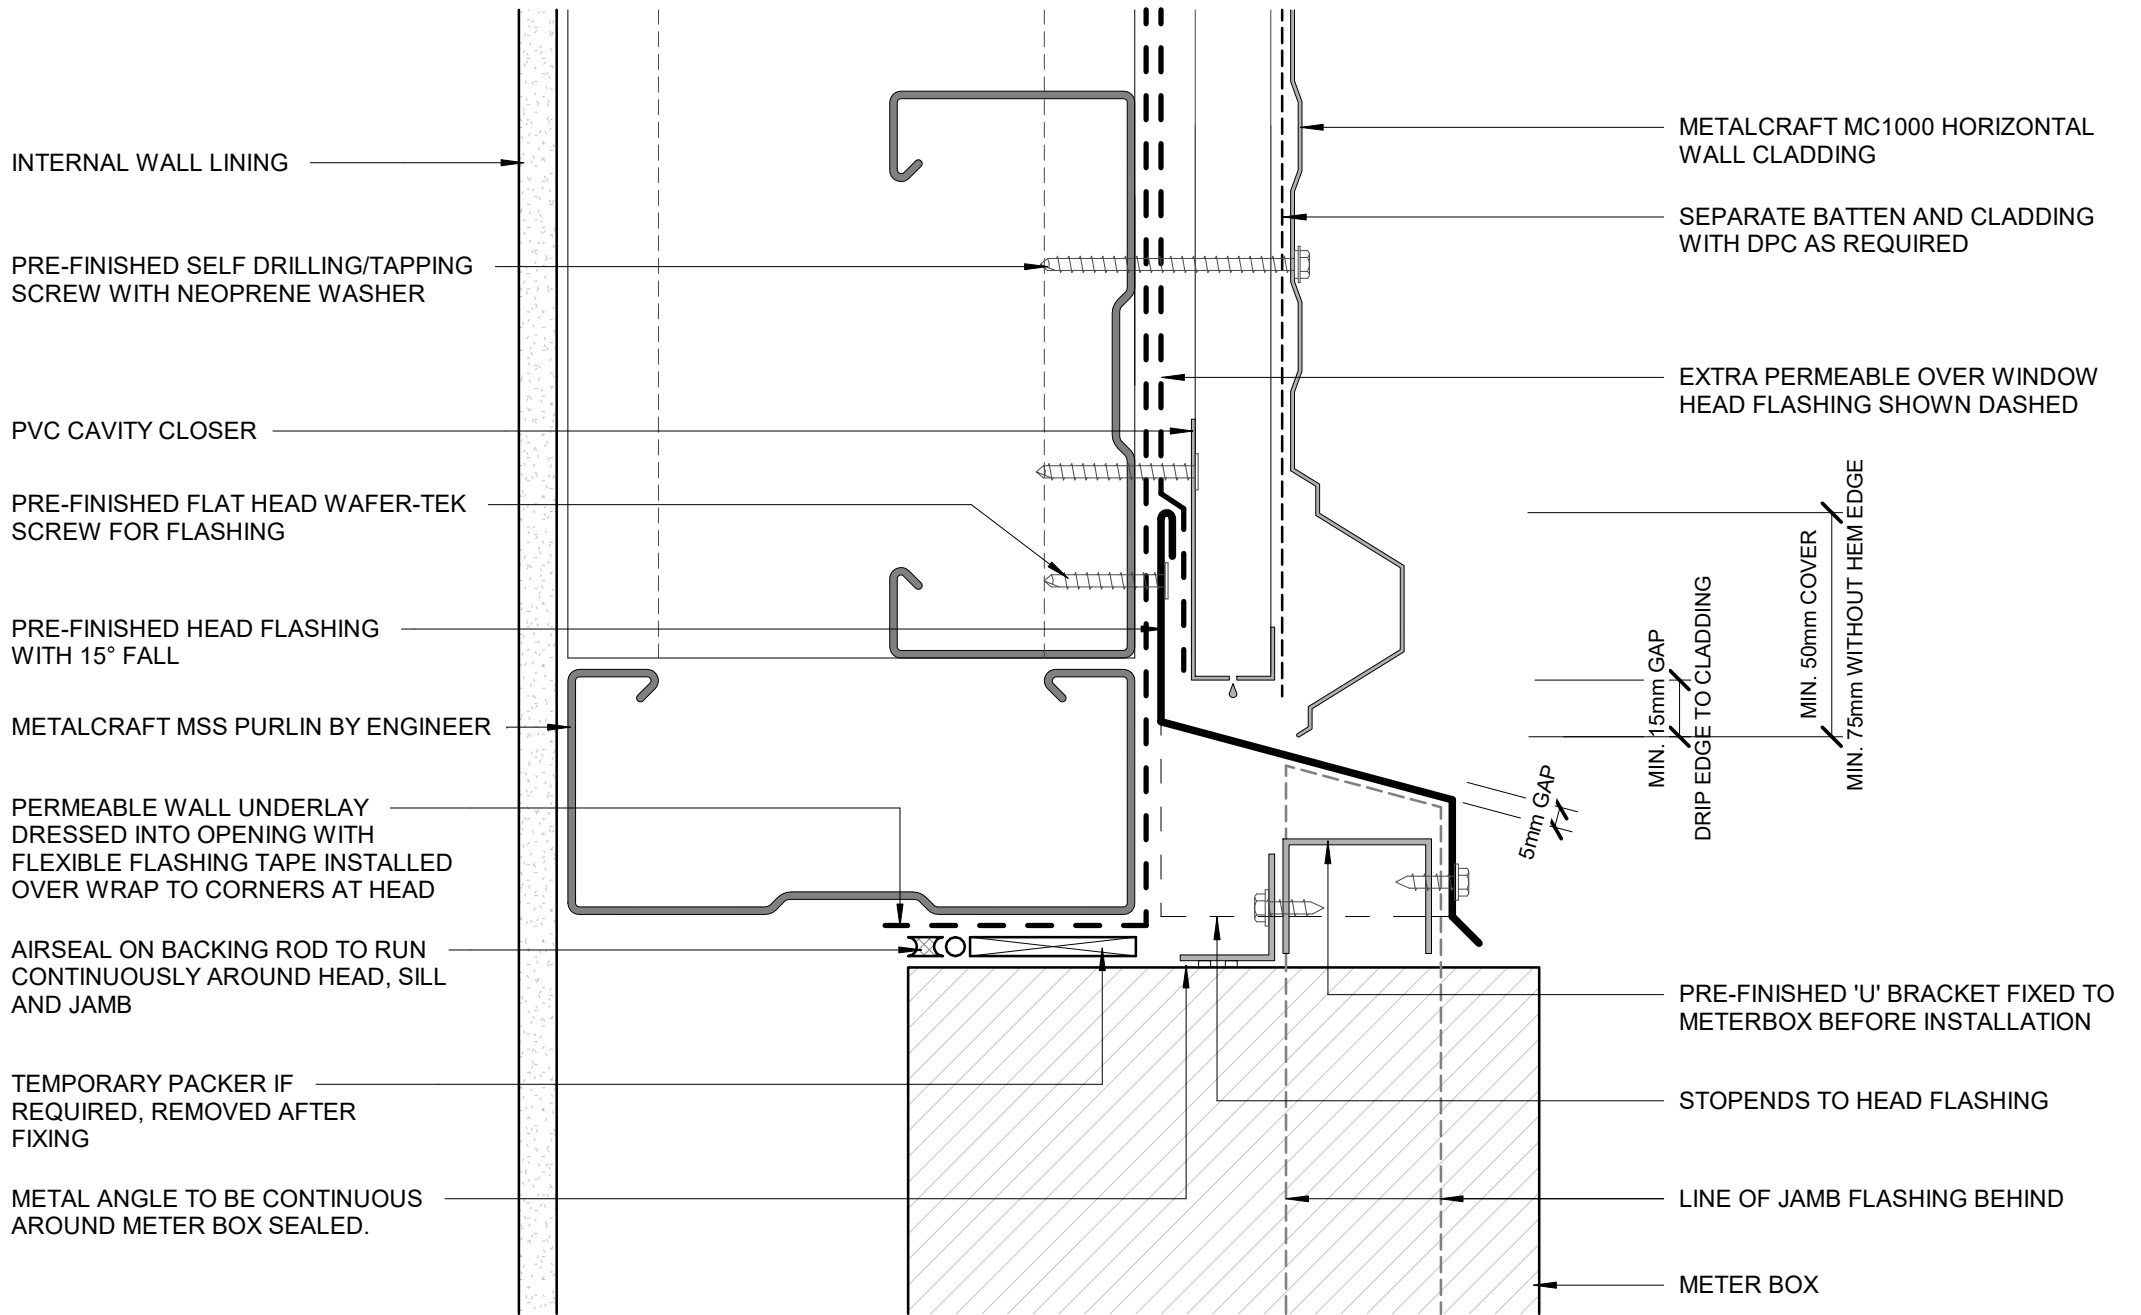 INTERNAL WALL LINING
PRE-FINISHED SELF DRILLING/TAPPING
SCREW WITH NEOPRENE WASHER
PVC CAVITY CLOSER
PRE-FINISHED FLAT HEAD WAFER-TEK
SCREW FOR FLASHING
PRE-FINISHED HEAD FLASHING
WITH 15° FALL
METALCRAFT MSS PURLIN BY ENGINEER
PERMEABLE WALL UNDERLAY
DRESSED INTO OPENING WITH
FLEXIBLE FLASHING TAPE INSTALLED
OVER WRAP TO CORNERS AT HEAD
AIRSEAL ON BACKING ROD TO RUN
CONTINUOUSLY AROUND HEAD, SILL
AND JAMB
TEMPORARY PACKER IF
REQUIRED, REMOVED AFTER
FIXING
METAL ANGLE TO BE CONTINUOUS
AROUND METER BOX SEALED.
METALCRAFT MC1000 HORIZONTAL
WALL CLADDING
SEPARATE BATTEN AND CLADDING
WITH DPC AS REQUIRED
EXTRA PERMEABLE OVER WINDOW
HEAD FLASHING SHOWN DASHED
5mm GAP
MIN. 15mm GAP
DRIP EDGE TO CLADDING
MIN. 50mm COVER
MIN. 75mm WITHOUT HEM EDGE
PRE-FINISHED 'U' BRACKET FIXED TO
METERBOX BEFORE INSTALLATION
STOPENDS TO HEAD FLASHING
LINE OF JAMB FLASHING BEHIND
METER BOX